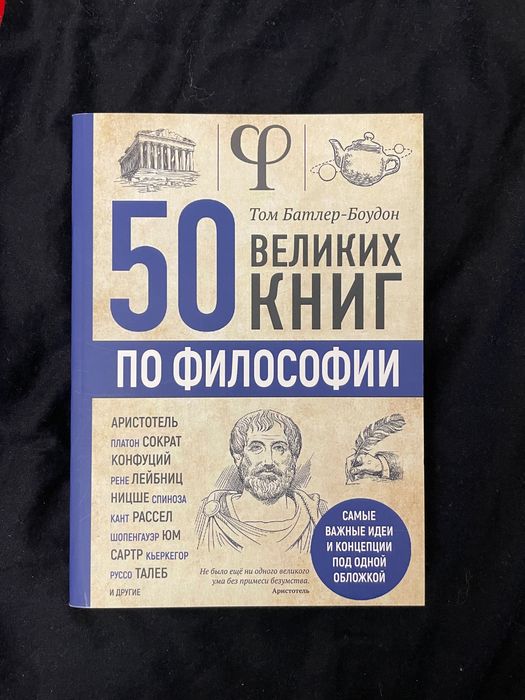 φ
Том Батлер-Боудон
50 ВЕЛИКИХ
КНИГ
ПО ФИЛОСОФИИ
АРИСТОТЕЛЬ
ПЛАТОН СОКРАТ
КОНФУЦИЙ
РЕНЕ ЛЕЙБНИЦ
НИЦШЕ СПИНОЗА
КАНТ РАССЕЛ
ШОПЕНГАУЭР ЮМ
САРТР КЬЕРКЕГОР
РУССО ТАЛЕБ
И ДРУГИЕ
Не было ещё ни одного великого
ума без примеси безумства.
Аристотель
САМЫЕ
ВАЖНЫЕ ИДЕИ
И КОНЦЕПЦИИ
ПОД ОДНОЙ
ОБЛОЖКОЙ